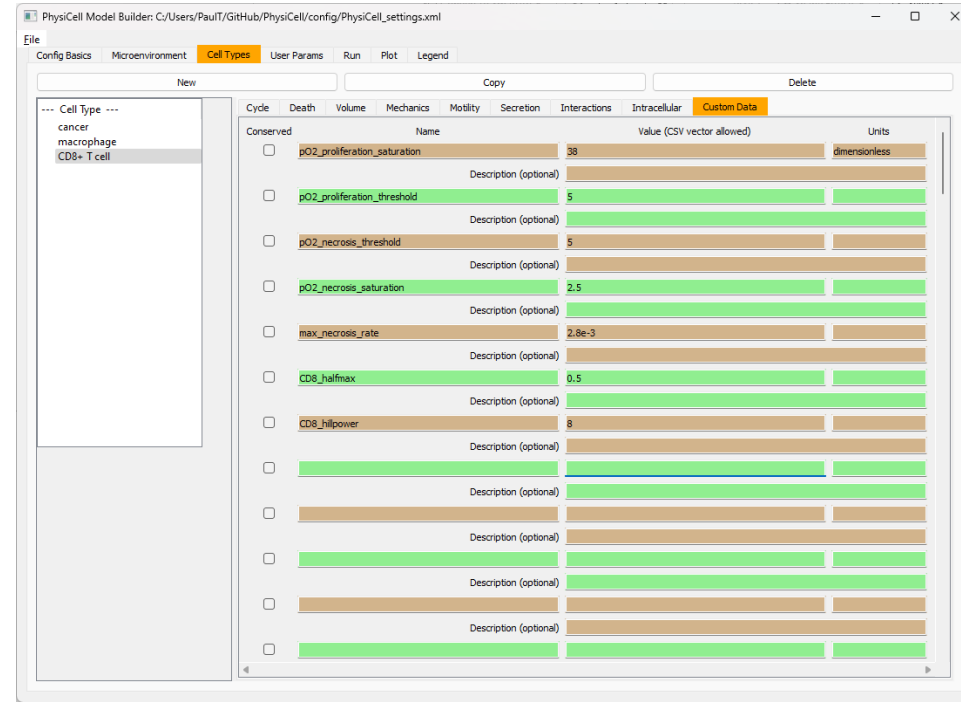 PhysiCell Model Builder: C:/Users/PaulT/GitHub/PhysiCell/config/PhysiCell_settings.xml
File
Config Basics Microenvironment Cell Types User Params Run Plot Legend
New Copy Delete
--- Cell Type ---
cancer
macrophage
CD8+ T cell
Cycle Death Volume Mechanics Motility Secretion Interactions Intracellular Custom Data
Conserved Name Value (CSV vector allowed) Units
pO2_proliferation_saturation 38 dimensionless
Description (optional)
pO2_proliferation_threshold 5
Description (optional)
pO2_necrosis_threshold 5
Description (optional)
pO2_necrosis_saturation 2.5
Description (optional)
max_necrosis_rate 2.8e-3
Description (optional)
CD8_halfmax 0.5
Description (optional)
CD8_hillpower 8
Description (optional)
Description (optional)
Description (optional)
Description (optional)
Description (optional)